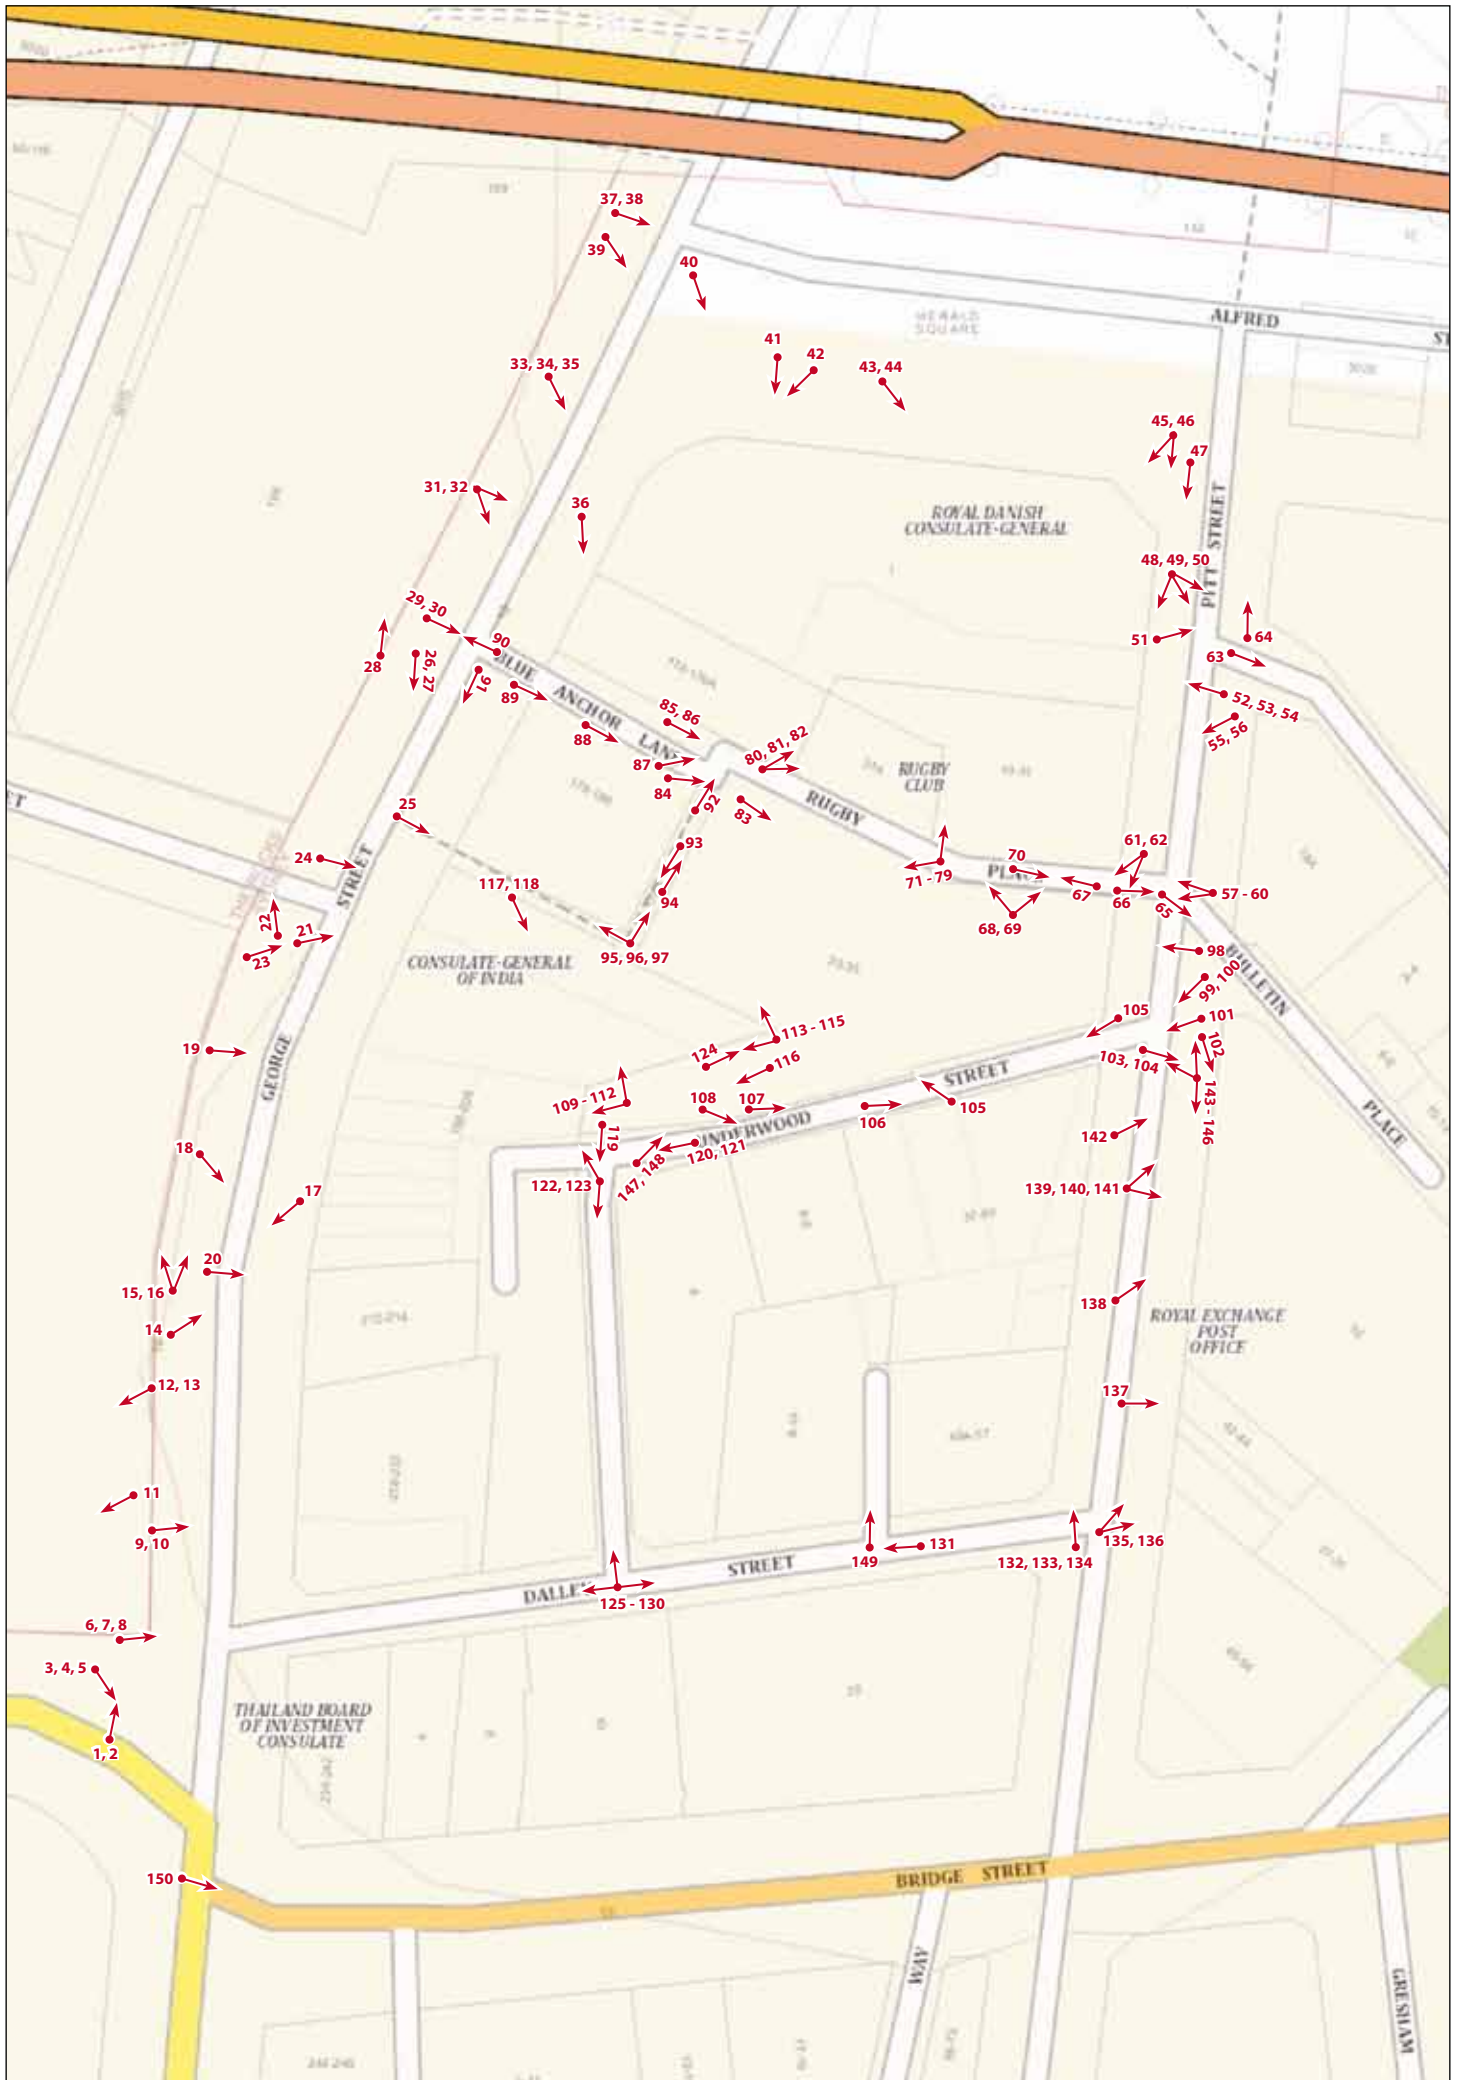 37, 38
39
40
ALFRED
HERALD
SQUARE
41
42
43, 44
33, 34, 35
45, 46
47
31, 32
36
ROYAL DANISH
CONSULATE-GENERAL
PITT STREET
48, 49, 50
51
64
63
29, 30
28
26, 27
90
91
BLUE ANCHOR LANE
89
88
85, 86
87
84
80, 81, 82
83
92
52, 53, 54
55, 56
RUGBY
CLUB
RUGBY PLACE
25
24
STREET
93
94
117, 118
95, 96, 97
71 - 79
70
61, 62
67
66
65
57 - 60
68, 69
22
21
23
CONSULATE-GENERAL
OF INDIA
98
99, 100
BULLETIN PLACE
101
102
105
103, 104
143 - 146
113 - 115
124
116
19
GEORGE
109 - 112
108
107
106
105
UNDERWOOD STREET
119
120, 121
147, 148
122, 123
142
139, 140, 141
18
17
20
15, 16
14
212-214
138
ROYAL EXCHANGE
POST
OFFICE
12, 13
137
11
9, 10
149
131
132, 133, 134
135, 136
DALLEY STREET
125 - 130
6, 7, 8
3, 4, 5
1, 2
THAILAND BOARD
OF INVESTMENT
CONSULATE
150
BRIDGE STREET
WAY
GRESHAM